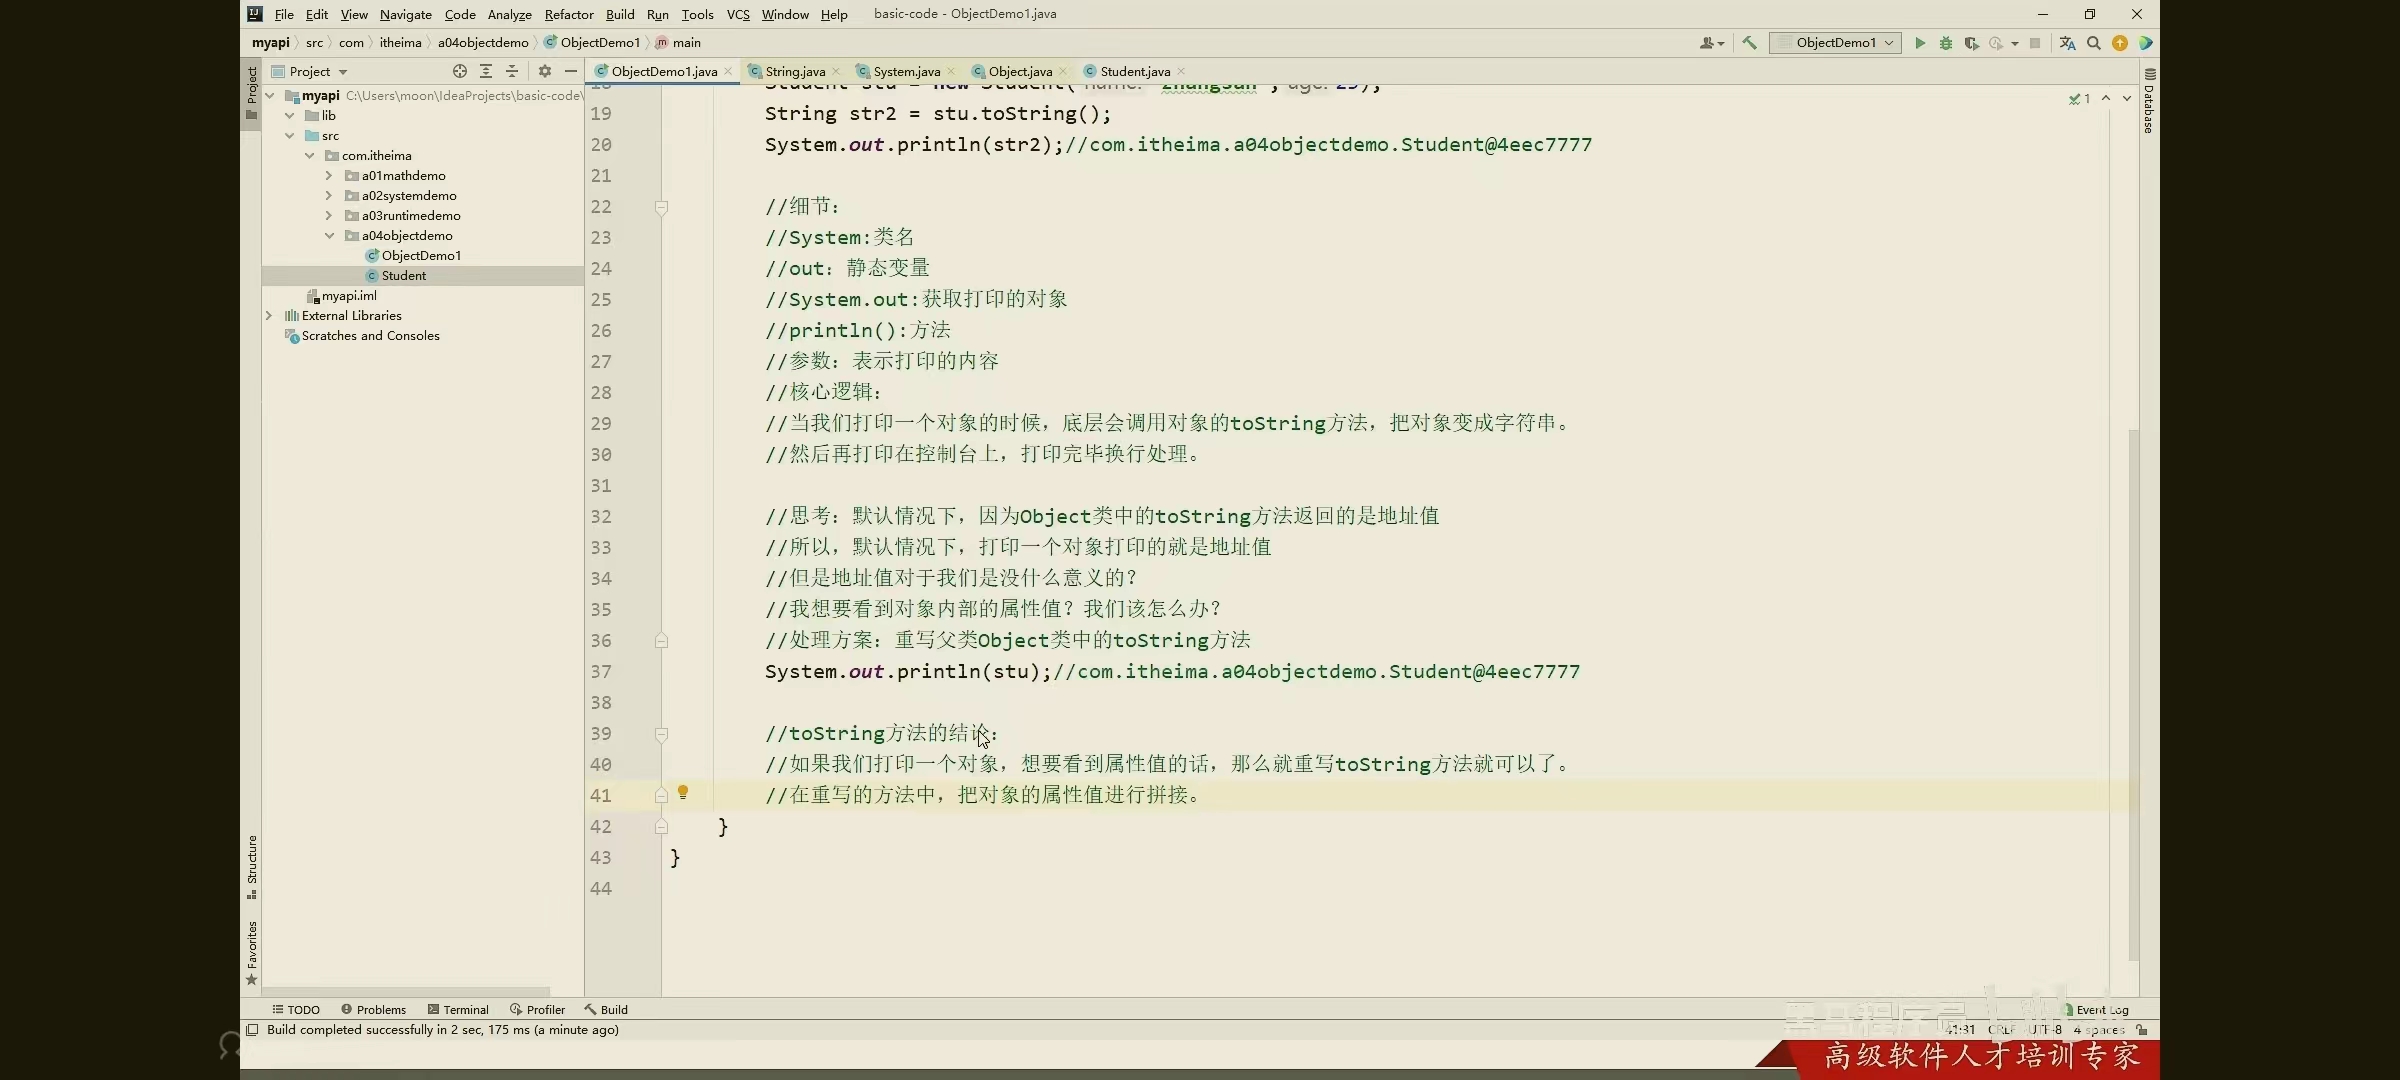 File Edit View Navigate Code Analyze Refactor Build Run Tools VCS Window Help basic-code - ObjectDemo1.java
myapi src com itheima a04objectdemo ObjectDemo1 main ObjectDemo1
Project ObjectDemo1.java String.java System.java Object.java Student.java
Project
myapi C:\Users\moon\IdeaProjects\basic-code\
lib
src
com.itheima
a01mathdemo
a02systemdemo
a03runtimedemo
a04objectdemo
ObjectDemo1
Student
myapi.iml
External Libraries
Scratches and Consoles
Structure
Favorites
1
Database
18 Student stu = new Student( name: "zhangsan", age: 23);
19 String str2 = stu.toString();
20 System.out.println(str2);//com.itheima.a04objectdemo.Student@4eec7777
21
22 //细节:
23 //System:类名
24 //out: 静态变量
25 //System.out:获取打印的对象
26 //println():方法
27 //参数: 表示打印的内容
28 //核心逻辑:
29 //当我们打印一个对象的时候，底层会调用对象的toString方法，把对象变成字符串。
30 //然后再打印在控制台上，打印完毕换行处理。
31
32 //思考: 默认情况下，因为Object类中的toString方法返回的是地址值
33 //所以，默认情况下，打印一个对象打印的就是地址值
34 //但是地址值对于我们是没什么意义的?
35 //我想要看到对象内部的属性值? 我们该怎么办?
36 //处理方案: 重写父类Object类中的toString方法
37 System.out.println(stu);//com.itheima.a04objectdemo.Student@4eec7777
38
39 //toString方法的结论:
40 //如果我们打印一个对象，想要看到属性值的话，那么就重写toString方法就可以了。
41 //在重写的方法中，把对象的属性值进行拼接。
42 }
43 }
44
TODO Problems Terminal Profiler Build Event Log
Build completed successfully in 2 sec, 175 ms (a minute ago) 41:31 CRLF UTF-8 4 spaces
黑马程序员
高级软件人才培训专家